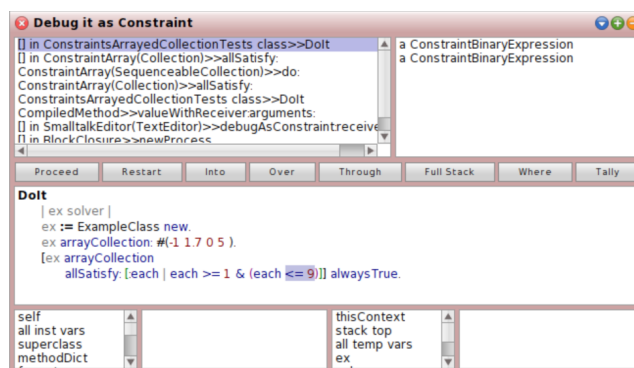 Debug it as Constraint
[] in ConstraintsArrayedCollectionTests class>>DoIt
[] in ConstraintArray(Collection)>>allSatisfy:
ConstraintArray(SequenceableCollection)>>do:
ConstraintArray(Collection)>>allSatisfy:
ConstraintsArrayedCollectionTests class>>DoIt
CompiledMethod>>valueWithReceiver:arguments:
[] in SmalltalkEditor(TextEditor)>>debugAsConstraint:receive
[] in BlockClosure>>newProcess
a ConstraintBinaryExpression
a ConstraintBinaryExpression
Proceed Restart Into Over Through Full Stack Where Tally
DoIt
| ex solver |
ex := ExampleClass new.
ex arrayCollection: #(-1 1.7 0 5 ).
[ex arrayCollection
allSatisfy: [:each | each >= 1 & (each <= 9)]] alwaysTrue.
self
all inst vars
superclass
methodDict
thisContext
stack top
all temp vars
ex